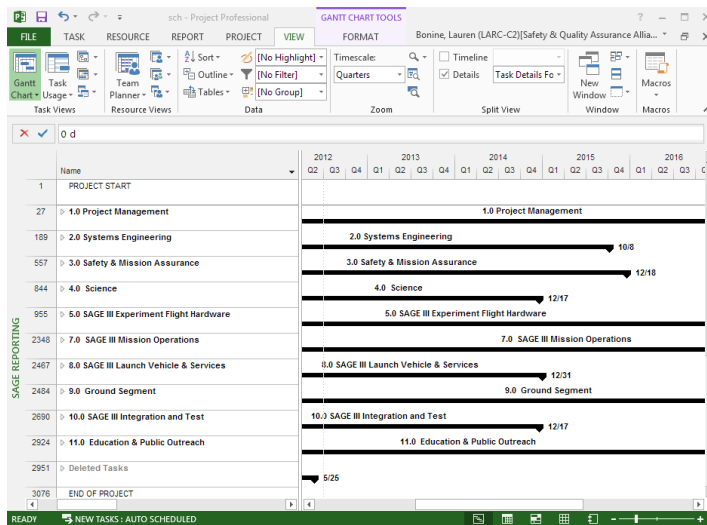 sch - Project Professional
GANTT CHART TOOLS
FILE TASK RESOURCE REPORT PROJECT VIEW FORMAT
Bonine, Lauren (LARC-C2)[Safety & Quality Assurance Allia...
Gantt Chart
Task Usage
Team Planner
Sort
Outline
Tables
[No Highlight]
[No Filter]
[No Group]
Timescale:
Quarters
Timeline
Details
Task Details Fo
New Window
Macros
Task Views Resource Views Data Zoom Split View Window Macros
0 d
2012 2013 2014 2015 2016
Name
Q2 Q3 Q4 Q1 Q2 Q3 Q4 Q1 Q2 Q3 Q4 Q1 Q2 Q3 Q4 Q1 Q2 Q3
1 PROJECT START
27 1.0 Project Management 1.0 Project Management
189 2.0 Systems Engineering 2.0 Systems Engineering
10/8
557 3.0 Safety & Mission Assurance 3.0 Safety & Mission Assurance
12/18
844 4.0 Science 4.0 Science
12/17
955 5.0 SAGE III Experiment Flight Hardware 5.0 SAGE III Experiment Flight Hardware
2348 7.0 SAGE III Mission Operations 7.0 SAGE III Mission Operations
2467 8.0 SAGE III Launch Vehicle & Services 8.0 SAGE III Launch Vehicle & Services
12/31
2484 9.0 Ground Segment 9.0 Ground Segment
2690 10.0 SAGE III Integration and Test 10.0 SAGE III Integration and Test
12/17
2924 11.0 Education & Public Outreach 11.0 Education & Public Outreach
2951 Deleted Tasks
5/25
3076 END OF PROJECT
SAGE REPORTING
READY NEW TASKS : AUTO SCHEDULED